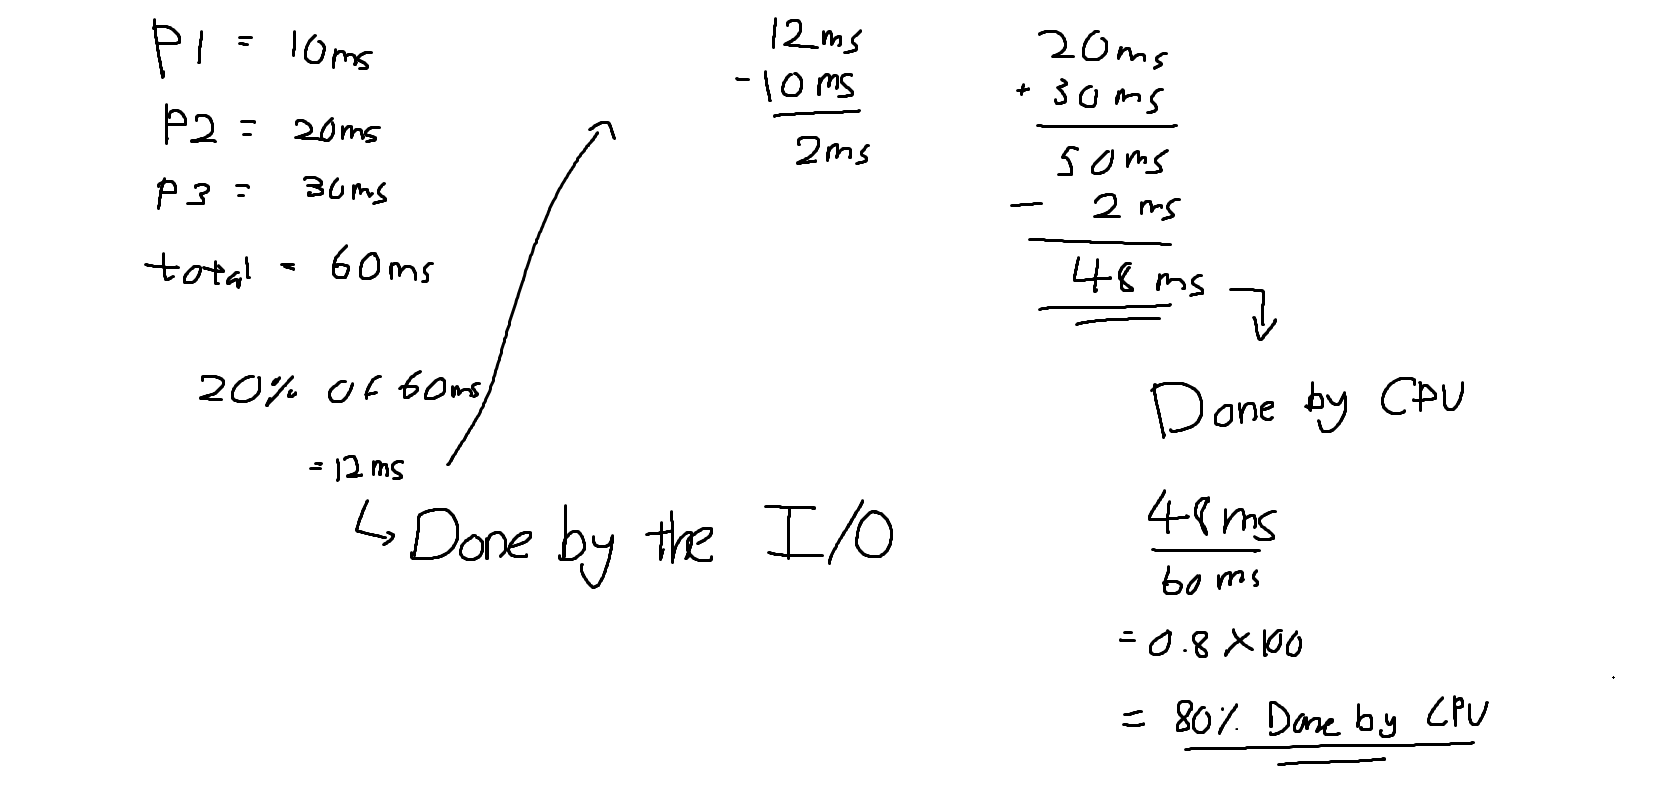 P1 = 10ms
P2 = 20ms
P3 = 30ms
total = 60ms
20% of 60ms
= 12ms
Done by the I/O
12ms
- 10ms
2ms
20ms
+ 30ms
50ms
- 2ms
48ms
Done by CPU
48ms
60ms
= 0.8 × 100
= 80% Done by CPU